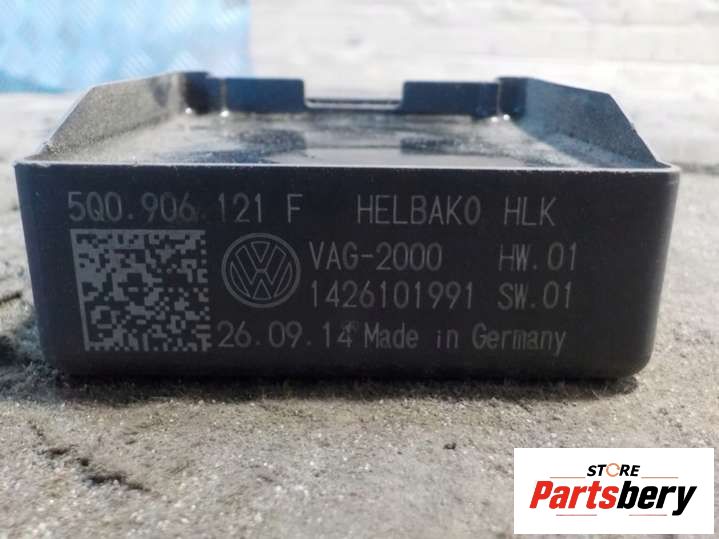 5Q0.906.121 F HELBAKO HLK
VAG-2000 HW.01
1426101991 SW.01
26.09.14 Made in Germany
STORE
Partsbery